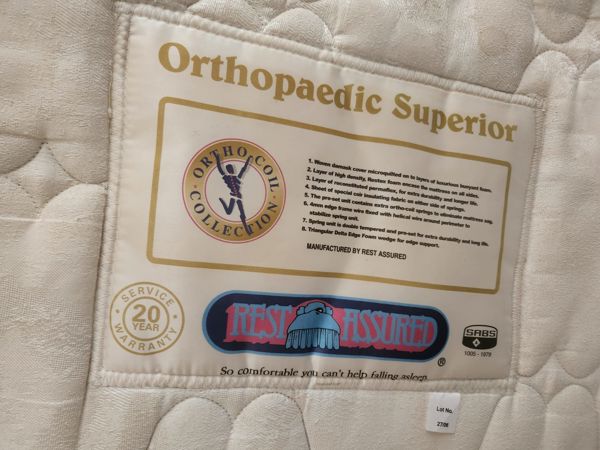 Orthopaedic Superior
ORTHO-COIL
COLLECTION
1. Woven damask cover microquilted on to layers of luxurious buoyant foam.
2. Layer of high density, Restex foam encase the mattress on all sides.
3. Layer of reconstituted permaflex, for extra durability and longer life.
4. Sheet of special coir insulating fabric on either side of springs.
5. The pre-set unit contains extra ortho-coil springs to eliminate mattress sag.
6. 4mm edge frame wire fixed with helical wire around perimeter to
stabilize spring unit.
7. Spring unit is double tempered and pre-set for extra durability and long life.
8. Triangular Delta Edge Foam wedge for edge support.
MANUFACTURED BY REST ASSURED
SERVICE
20
YEAR
WARRANTY
REST ASSURED
®
SABS
1005 - 1979
So comfortable you can't help falling asleep.
Lot No.
27/06